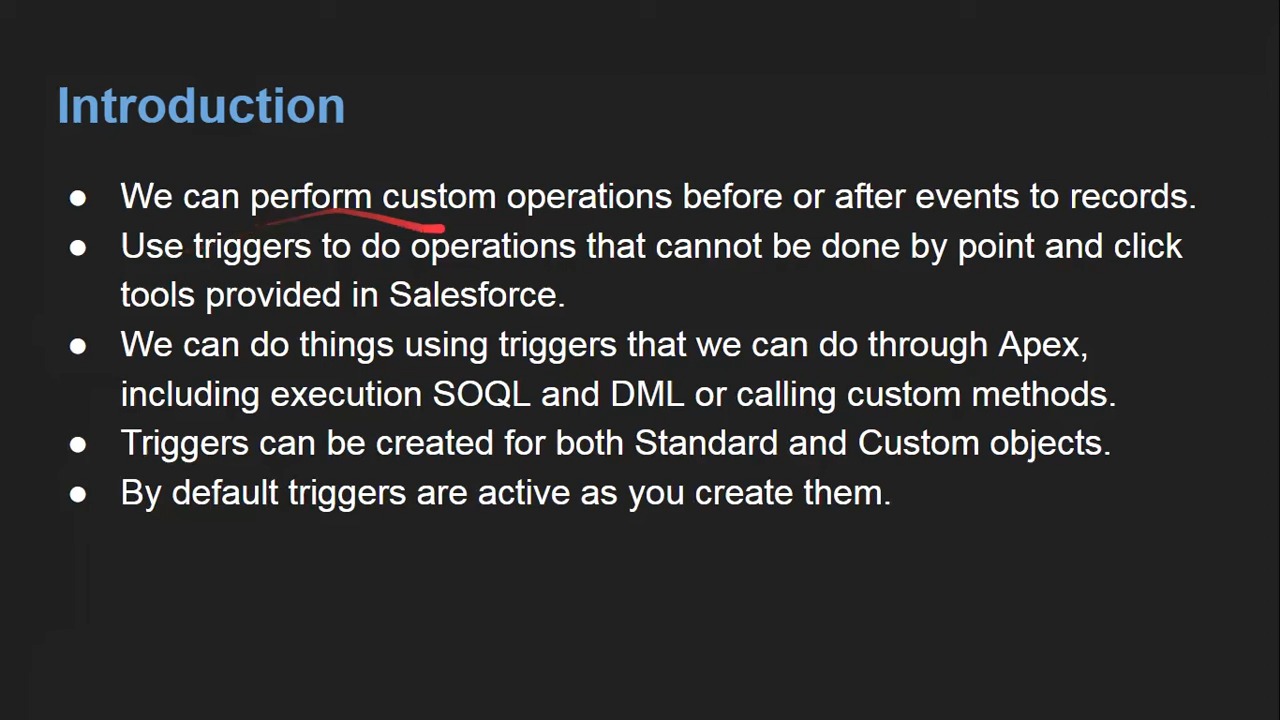 Introduction
● We can perform custom operations before or after events to records.
● Use triggers to do operations that cannot be done by point and click
tools provided in Salesforce.
● We can do things using triggers that we can do through Apex,
including execution SOQL and DML or calling custom methods.
● Triggers can be created for both Standard and Custom objects.
● By default triggers are active as you create them.